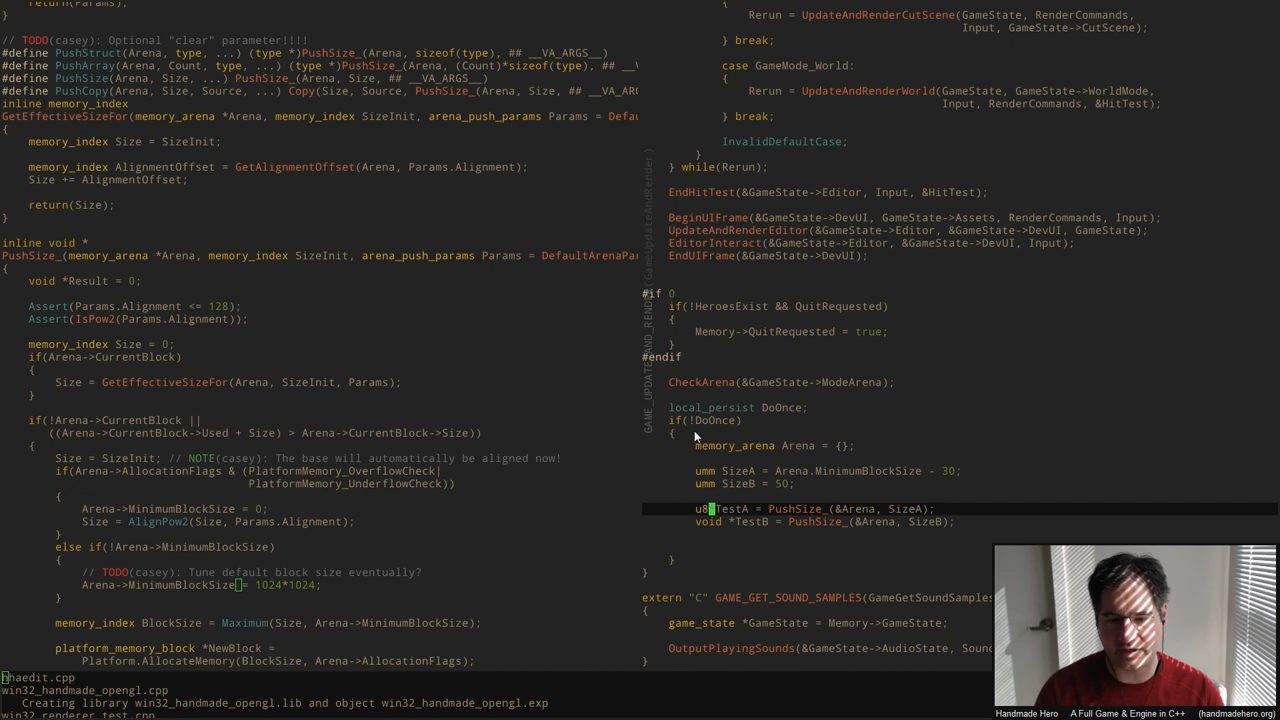 return(Params);
}
// TODO(casey): Optional "clear" parameter!!!!
#define PushStruct(Arena, type, ...) (type *)PushSize_(Arena, sizeof(type), ## __VA_ARGS__)
#define PushArray(Arena, Count, type, ...) (type *)PushSize_(Arena, (Count)*sizeof(type), ## __V
#define PushSize(Arena, Size, ...) PushSize_(Arena, Size, ## __VA_ARGS__)
#define PushCopy(Arena, Size, Source, ...) Copy(Size, Source, PushSize_(Arena, Size, ## __VA_ARG
inline memory_index
GetEffectiveSizeFor(memory_arena *Arena, memory_index SizeInit, arena_push_params Params = Defau
{
memory_index Size = SizeInit;
memory_index AlignmentOffset = GetAlignmentOffset(Arena, Params.Alignment);
Size += AlignmentOffset;
return(Size);
}
inline void *
PushSize_(memory_arena *Arena, memory_index SizeInit, arena_push_params Params = DefaultArenaPar
{
void *Result = 0;
Assert(Params.Alignment <= 128);
Assert(IsPow2(Params.Alignment));
memory_index Size = 0;
if(Arena->CurrentBlock)
{
Size = GetEffectiveSizeFor(Arena, SizeInit, Params);
}
if(!Arena->CurrentBlock ||
((Arena->CurrentBlock->Used + Size) > Arena->CurrentBlock->Size))
{
Size = SizeInit; // NOTE(casey): The base will automatically be aligned now!
if(Arena->AllocationFlags & (PlatformMemory_OverflowCheck|
PlatformMemory_UnderflowCheck))
{
Arena->MinimumBlockSize = 0;
Size = AlignPow2(Size, Params.Alignment);
}
else if(!Arena->MinimumBlockSize)
{
// TODO(casey): Tune default block size eventually?
Arena->MinimumBlockSize = 1024*1024;
}
memory_index BlockSize = Maximum(Size, Arena->MinimumBlockSize);
platform_memory_block *NewBlock =
Platform.AllocateMemory(BlockSize, Arena->AllocationFlags);
{
Rerun = UpdateAndRenderCutScene(GameState, RenderCommands,
Input, GameState->CutScene);
} break;
case GameMode_World:
{
Rerun = UpdateAndRenderWorld(GameState, GameState->WorldMode,
Input, RenderCommands, &HitTest);
} break;
InvalidDefaultCase;
}
} while(Rerun);
EndHitTest(&GameState->Editor, Input, &HitTest);
BeginUIFrame(&GameState->DevUI, GameState->Assets, RenderCommands, Input);
UpdateAndRenderEditor(&GameState->Editor, &GameState->DevUI, GameState);
EditorInteract(&GameState->Editor, &GameState->DevUI, Input);
EndUIFrame(&GameState->DevUI);
#if 0
if(!HeroesExist && QuitRequested)
{
Memory->QuitRequested = true;
}
#endif
CheckArena(&GameState->ModeArena);
local_persist DoOnce;
if(!DoOnce)
{
memory_arena Arena = {};
umm SizeA = Arena.MinimumBlockSize - 30;
umm SizeB = 50;
u8 TestA = PushSize_(&Arena, SizeA);
void *TestB = PushSize_(&Arena, SizeB);
}
}
extern "C" GAME_GET_SOUND_SAMPLES(GameGetSoundSamples
{
game_state *GameState = Memory->GameState;
OutputPlayingSounds(&GameState->AudioState, Soun
}
GAME_UPDATE_AND_RENDER(GameUpdateAndRender)
hhaedit.cpp
win32_handmade_opengl.cpp
Creating library win32_handmade_opengl.lib and object win32_handmade_opengl.exp
win32_renderer_test.cpp
Handmade Hero A Full Game & Engine in C++ (handmadehero.org)